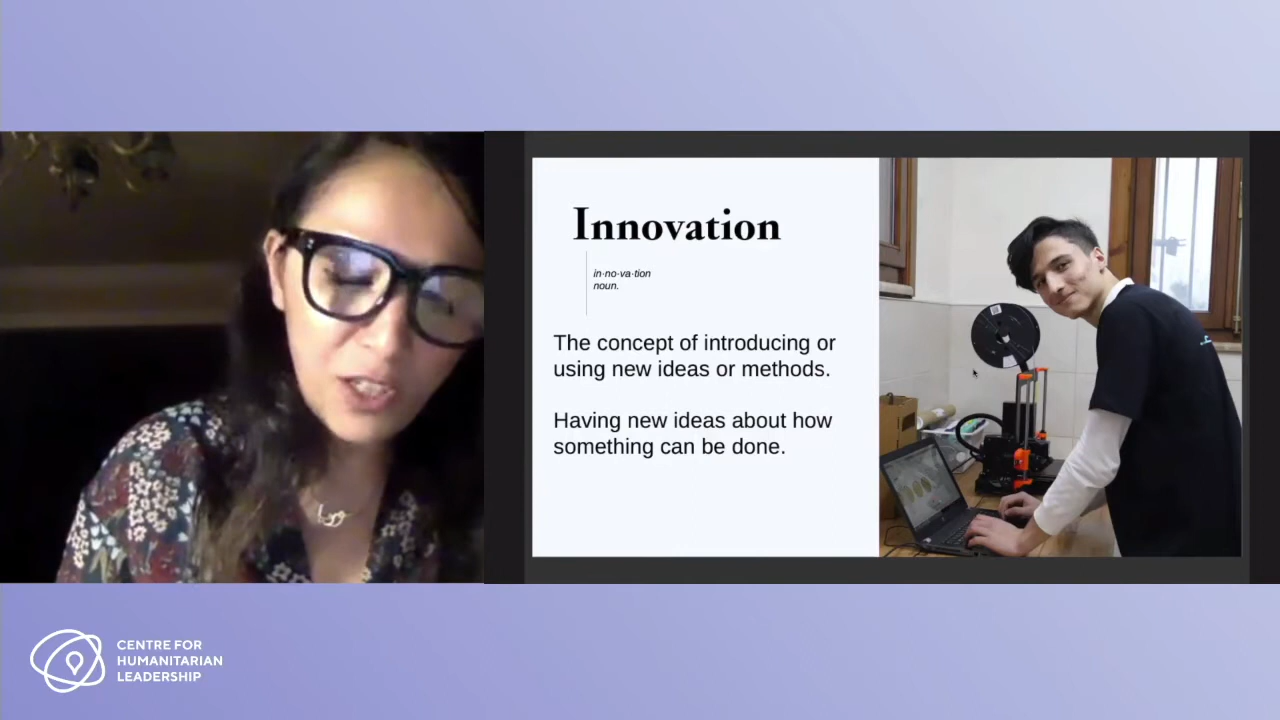 Innovation
in·no·va·tion
noun.
The concept of introducing or
using new ideas or methods.
Having new ideas about how
something can be done.
CENTRE FOR
HUMANITARIAN
LEADERSHIP